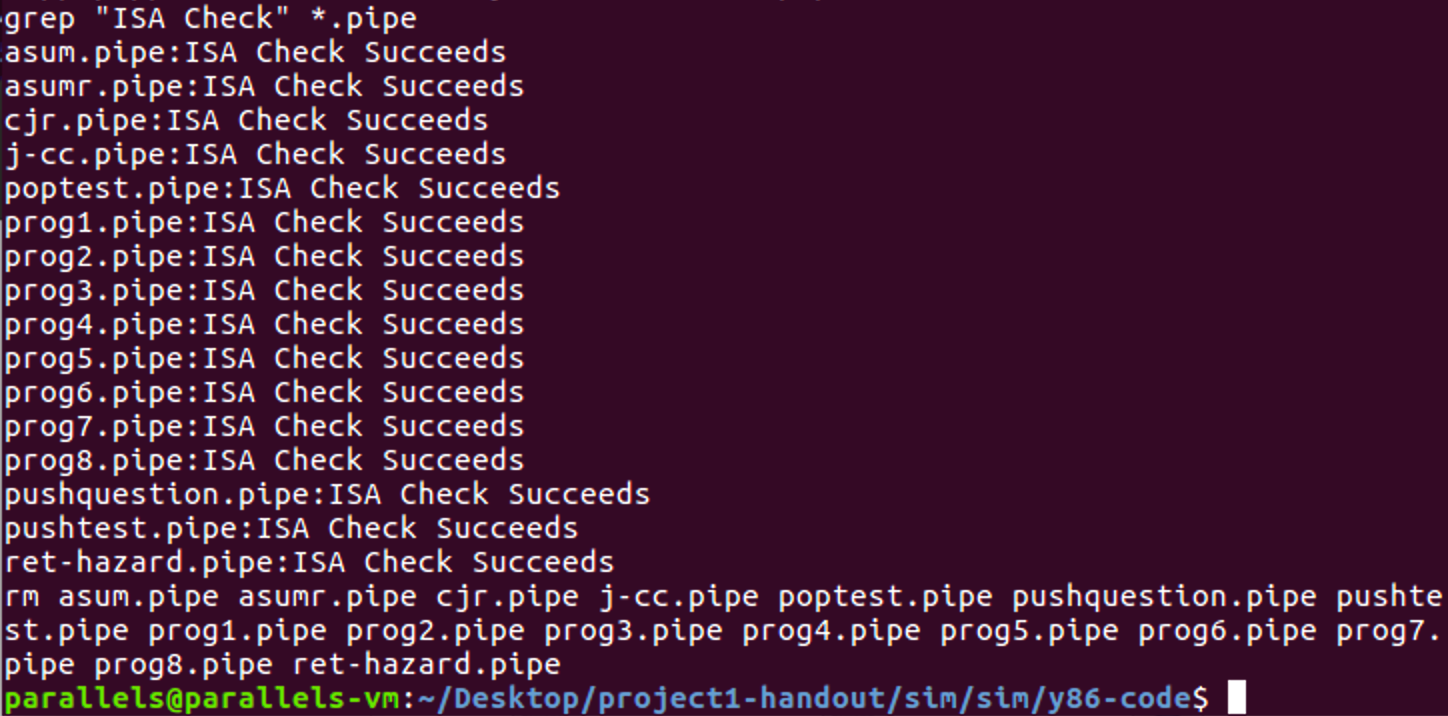 grep "ISA Check" *.pipe
asum.pipe:ISA Check Succeeds
asumr.pipe:ISA Check Succeeds
cjr.pipe:ISA Check Succeeds
j-cc.pipe:ISA Check Succeeds
poptest.pipe:ISA Check Succeeds
prog1.pipe:ISA Check Succeeds
prog2.pipe:ISA Check Succeeds
prog3.pipe:ISA Check Succeeds
prog4.pipe:ISA Check Succeeds
prog5.pipe:ISA Check Succeeds
prog6.pipe:ISA Check Succeeds
prog7.pipe:ISA Check Succeeds
prog8.pipe:ISA Check Succeeds
pushquestion.pipe:ISA Check Succeeds
pushtest.pipe:ISA Check Succeeds
ret-hazard.pipe:ISA Check Succeeds
rm asum.pipe asumr.pipe cjr.pipe j-cc.pipe poptest.pipe pushquestion.pipe pushte
st.pipe prog1.pipe prog2.pipe prog3.pipe prog4.pipe prog5.pipe prog6.pipe prog7.
pipe prog8.pipe ret-hazard.pipe
parallels@parallels-vm:~/Desktop/project1-handout/sim/sim/y86-code$